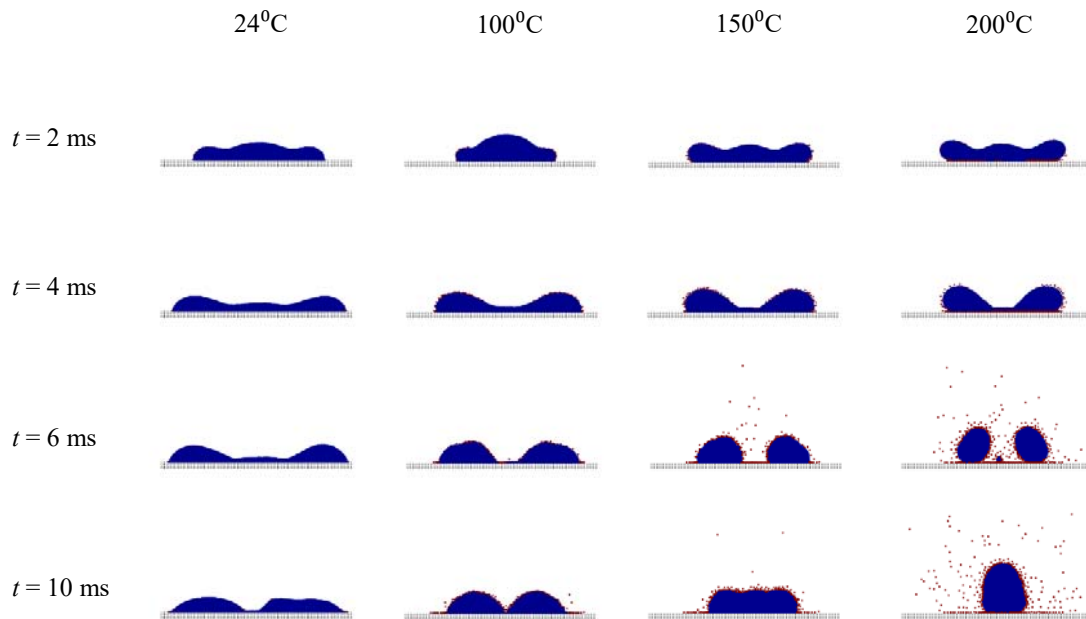 24⁰C 100⁰C 150⁰C 200⁰C
t = 2 ms
t = 4 ms
t = 6 ms
t = 10 ms